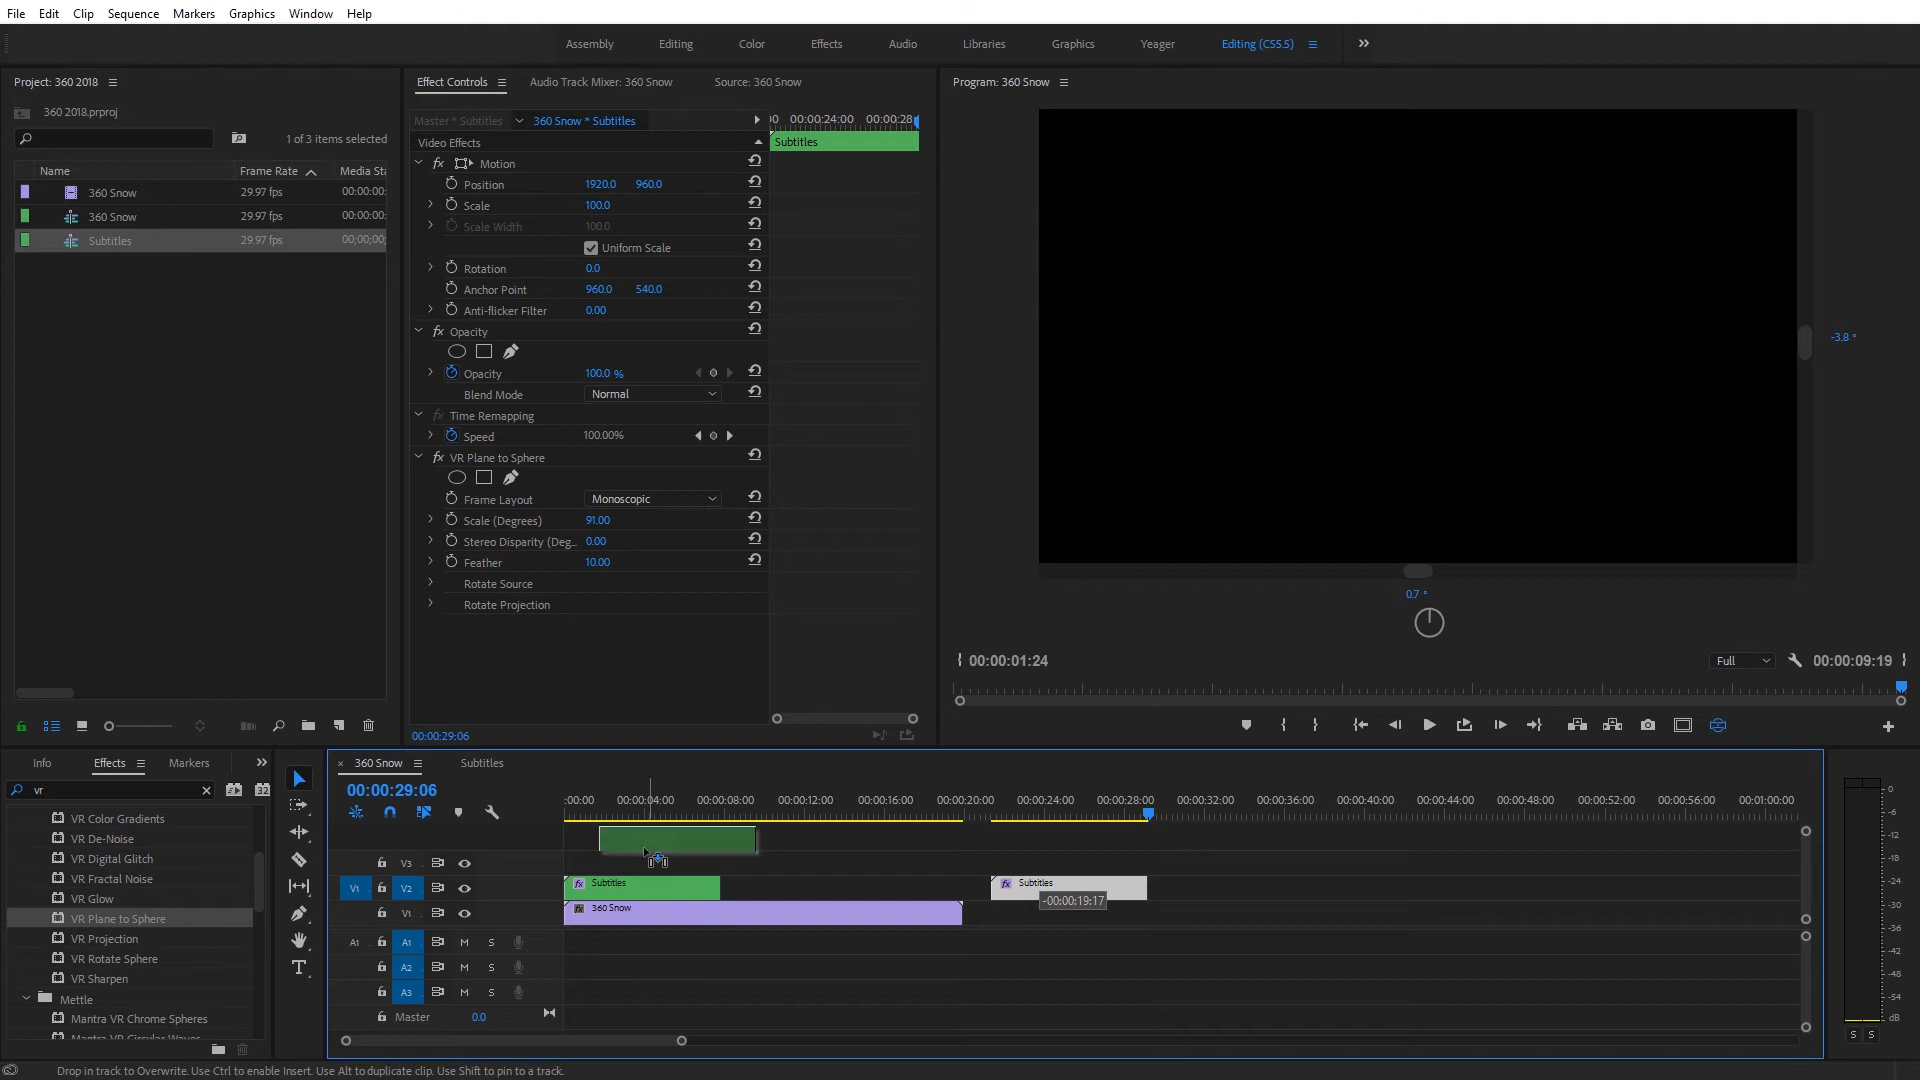 File Edit Clip Sequence Markers Graphics Window Help
Assembly Editing Color Effects Audio Libraries Graphics Yeager Editing (CS5.5)
Project: 360 2018
360 2018.prproj
1 of 3 items selected
Name Frame Rate Media Sta
360 Snow 29.97 fps 00:00:00:
360 Snow 29.97 fps 00:00:00:
Subtitles 29.97 fps 00;00;00;
Effect Controls Audio Track Mixer: 360 Snow Source: 360 Snow
Master * Subtitles 360 Snow * Subtitles 00:00:24:00 00:00:28
Video Effects Subtitles
fx Motion
Position 1920.0 960.0
Scale 100.0
Scale Width 100.0
Uniform Scale
Rotation 0.0
Anchor Point 960.0 540.0
Anti-flicker Filter 0.00
fx Opacity
Opacity 100.0 %
Blend Mode Normal
fx Time Remapping
Speed 100.00%
fx VR Plane to Sphere
Frame Layout Monoscopic
Scale (Degrees) 91.00
Stereo Disparity (Deg... 0.00
Feather 10.00
Rotate Source
Rotate Projection
00:00:29:06
Program: 360 Snow
-3.8 °
0.7 °
00:00:01:24 Full 00:00:09:19
Info Effects Markers
vr 32
VR Color Gradients
VR De-Noise
VR Digital Glitch
VR Fractal Noise
VR Glow
VR Plane to Sphere
VR Projection
VR Rotate Sphere
VR Sharpen
Mettle
Mantra VR Chrome Spheres
Mantra VR Circular Waves
T
× 360 Snow Subtitles
00:00:29:06
:00:00 00:00:04:00 00:00:08:00 00:00:12:00 00:00:16:00 00:00:20:00 00:00:24:00 00:00:28:00 00:00:32:00 00:00:36:00 00:00:40:00 00:00:44:00 00:00:48:00 00:00:52:00 00:00:56:00 00:01:00:00
V3
V1 V2 fx Subtitles fx Subtitles
-00:00:19:17
V1 fx 360 Snow
A1 A1 M S
A2 M S
A3 M S
Master 0.0
0
-6
-12
-18
-24
-30
-36
-42
-48
-54
dB
S S
Drop in track to Overwrite. Use Ctrl to enable Insert. Use Alt to duplicate clip. Use Shift to pin to a track.